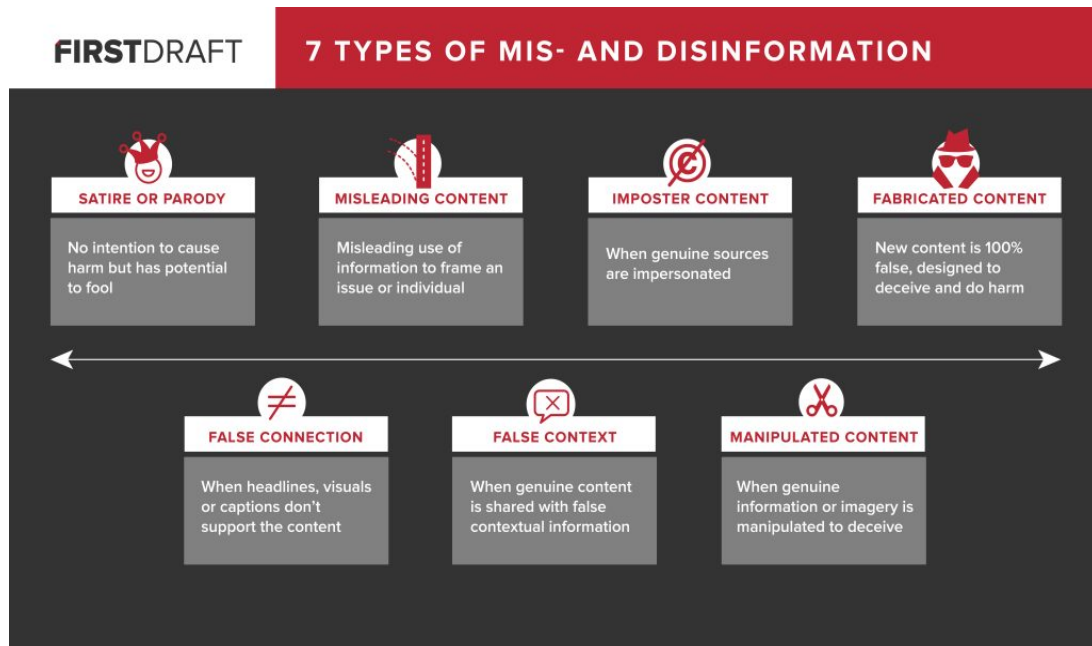 FIRSTDRAFT
7 TYPES OF MIS- AND DISINFORMATION
SATIRE OR PARODY
No intention to cause
harm but has potential
to fool
MISLEADING CONTENT
Misleading use of
information to frame an
issue or individual
IMPOSTER CONTENT
When genuine sources
are impersonated
FABRICATED CONTENT
New content is 100%
false, designed to
deceive and do harm
FALSE CONNECTION
When headlines, visuals
or captions don't
support the content
FALSE CONTEXT
When genuine content
is shared with false
contextual information
MANIPULATED CONTENT
When genuine
information or imagery is
manipulated to deceive